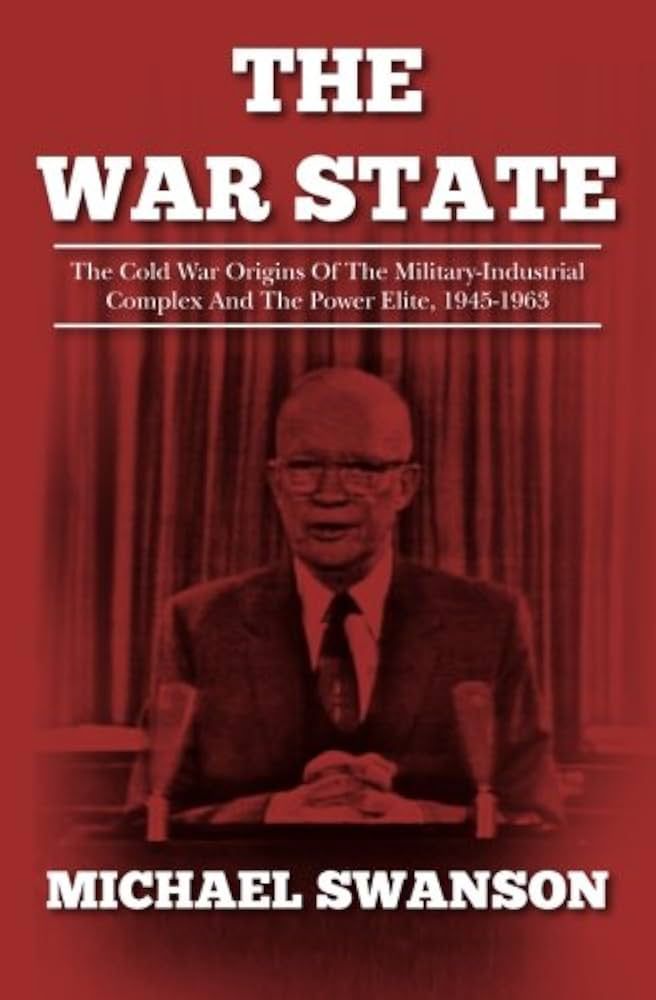 THE
WAR STATE
The Cold War Origins Of The Military-Industrial
Complex And The Power Elite, 1945-1963
MICHAEL SWANSON